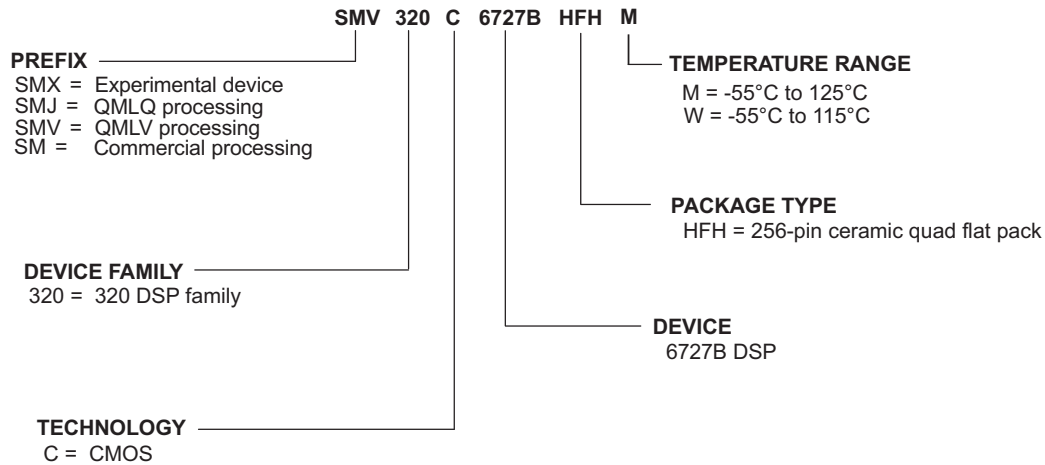 SMV 320 C 6727B HFH M
PREFIX
SMX = Experimental device
SMJ = QMLQ processing
SMV = QMLV processing
SM = Commercial processing
TEMPERATURE RANGE
M = -55°C to 125°C
W = -55°C to 115°C
PACKAGE TYPE
HFH = 256-pin ceramic quad flat pack
DEVICE FAMILY
320 = 320 DSP family
DEVICE
6727B DSP
TECHNOLOGY
C = CMOS